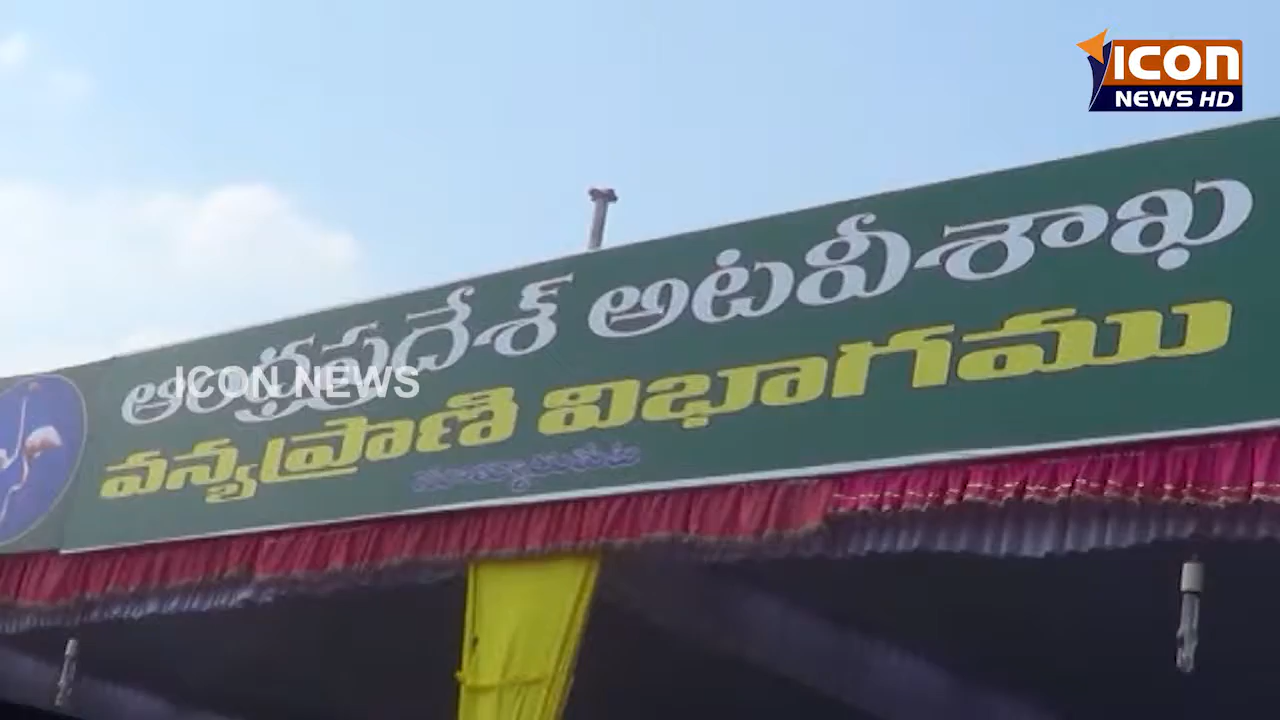 ICON
NEWS HD
ఆంధ్రప్రదేశ్ అటవీశాఖ
ICON NEWS
వన్యప్రాణి విభాగము